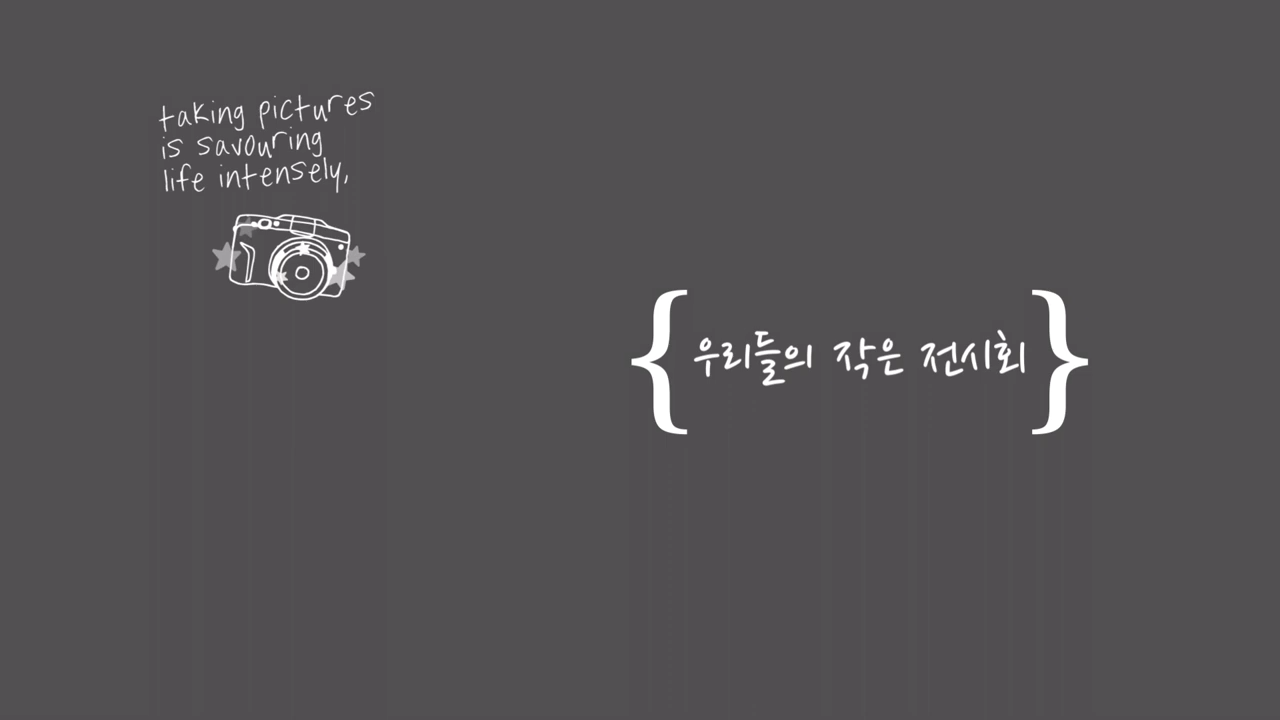 taking pictures
is savouring
life intensely,
{우리들의 작은 전시회}